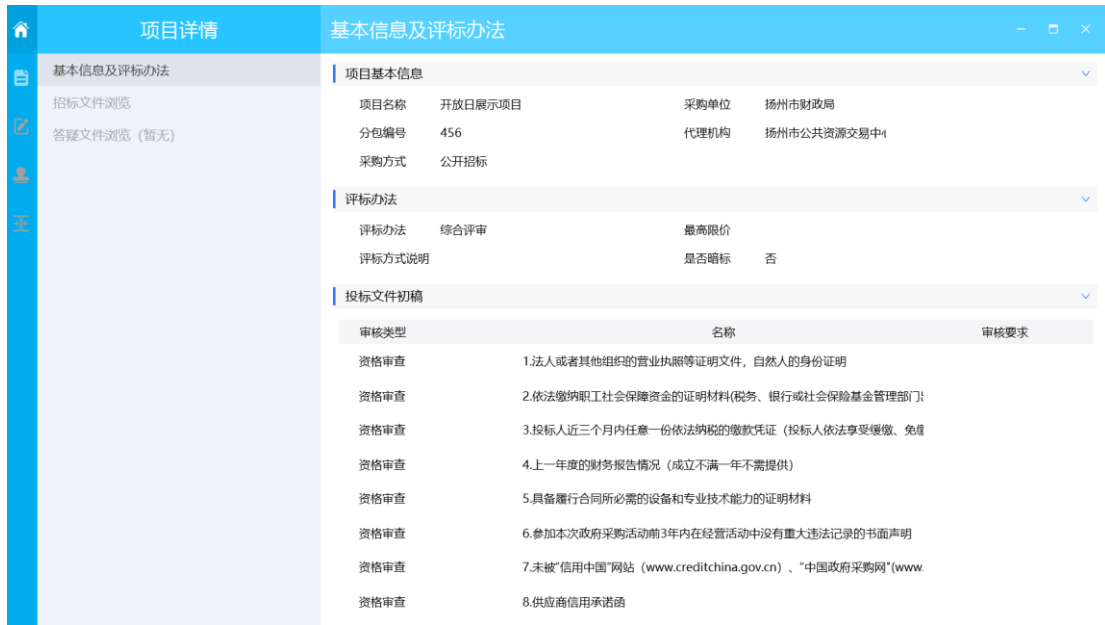 项目详情
基本信息及评标办法
基本信息及评标办法
招标文件浏览
答疑文件浏览（暂无）
项目基本信息
项目名称 开放日展示项目 采购单位 扬州市财政局
分包编号 456 代理机构 扬州市公共资源交易中
采购方式 公开招标
评标办法
评标办法 综合评审 最高限价
评标方式说明 是否暗标 否
投标文件初稿
审核类型 名称 审核要求
资格审查 1.法人或者其他组织的营业执照等证明文件，自然人的身份证明
资格审查 2.依法缴纳职工社会保障资金的证明材料(税务、银行或社会保险基金管理部门
资格审查 3.投标人近三个月内任意一份依法纳税的缴款凭证（投标人依法享受缓缴、免
资格审查 4.上一年度的财务报告情况（成立不满一年不需提供）
资格审查 5.具备履行合同所必需的设备和专业技术能力的证明材料
资格审查 6.参加本次政府采购活动前3年内在经营活动中没有重大违法记录的书面声明
资格审查 7.未被"信用中国"网站（www.creditchina.gov.cn）、"中国政府采购网"(www.
资格审查 8.供应商信用承诺函